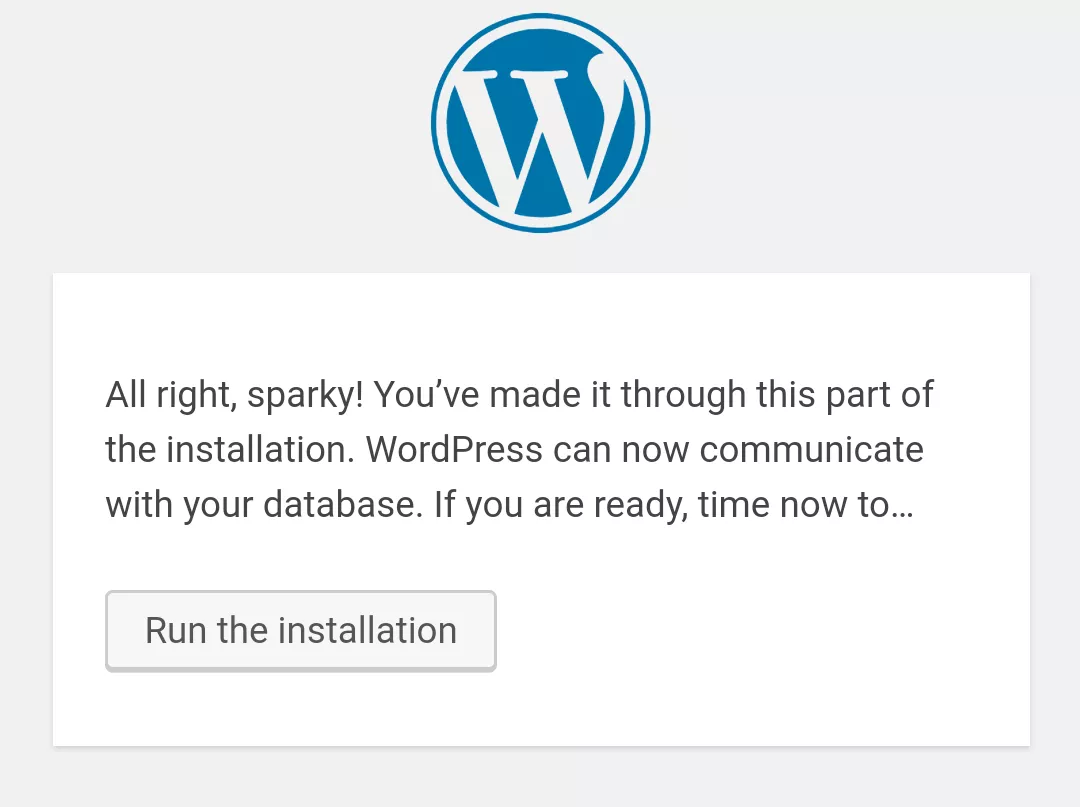 All right, sparky! You’ve made it through this part of
the installation. WordPress can now communicate
with your database. If you are ready, time now to…
Run the installation